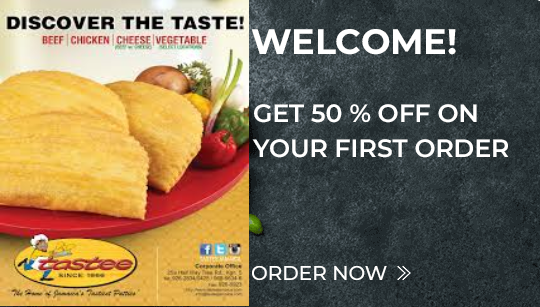 DISCOVER THE TASTE!
BEEF | CHICKEN | CHEESE | VEGETABLE
WELCOME!
GET 50 % OFF ON
YOUR FIRST ORDER
tastee
SINCE 1966
"The Home of Jamaica's Tastiest Patties"
Corporate Office
ORDER NOW »